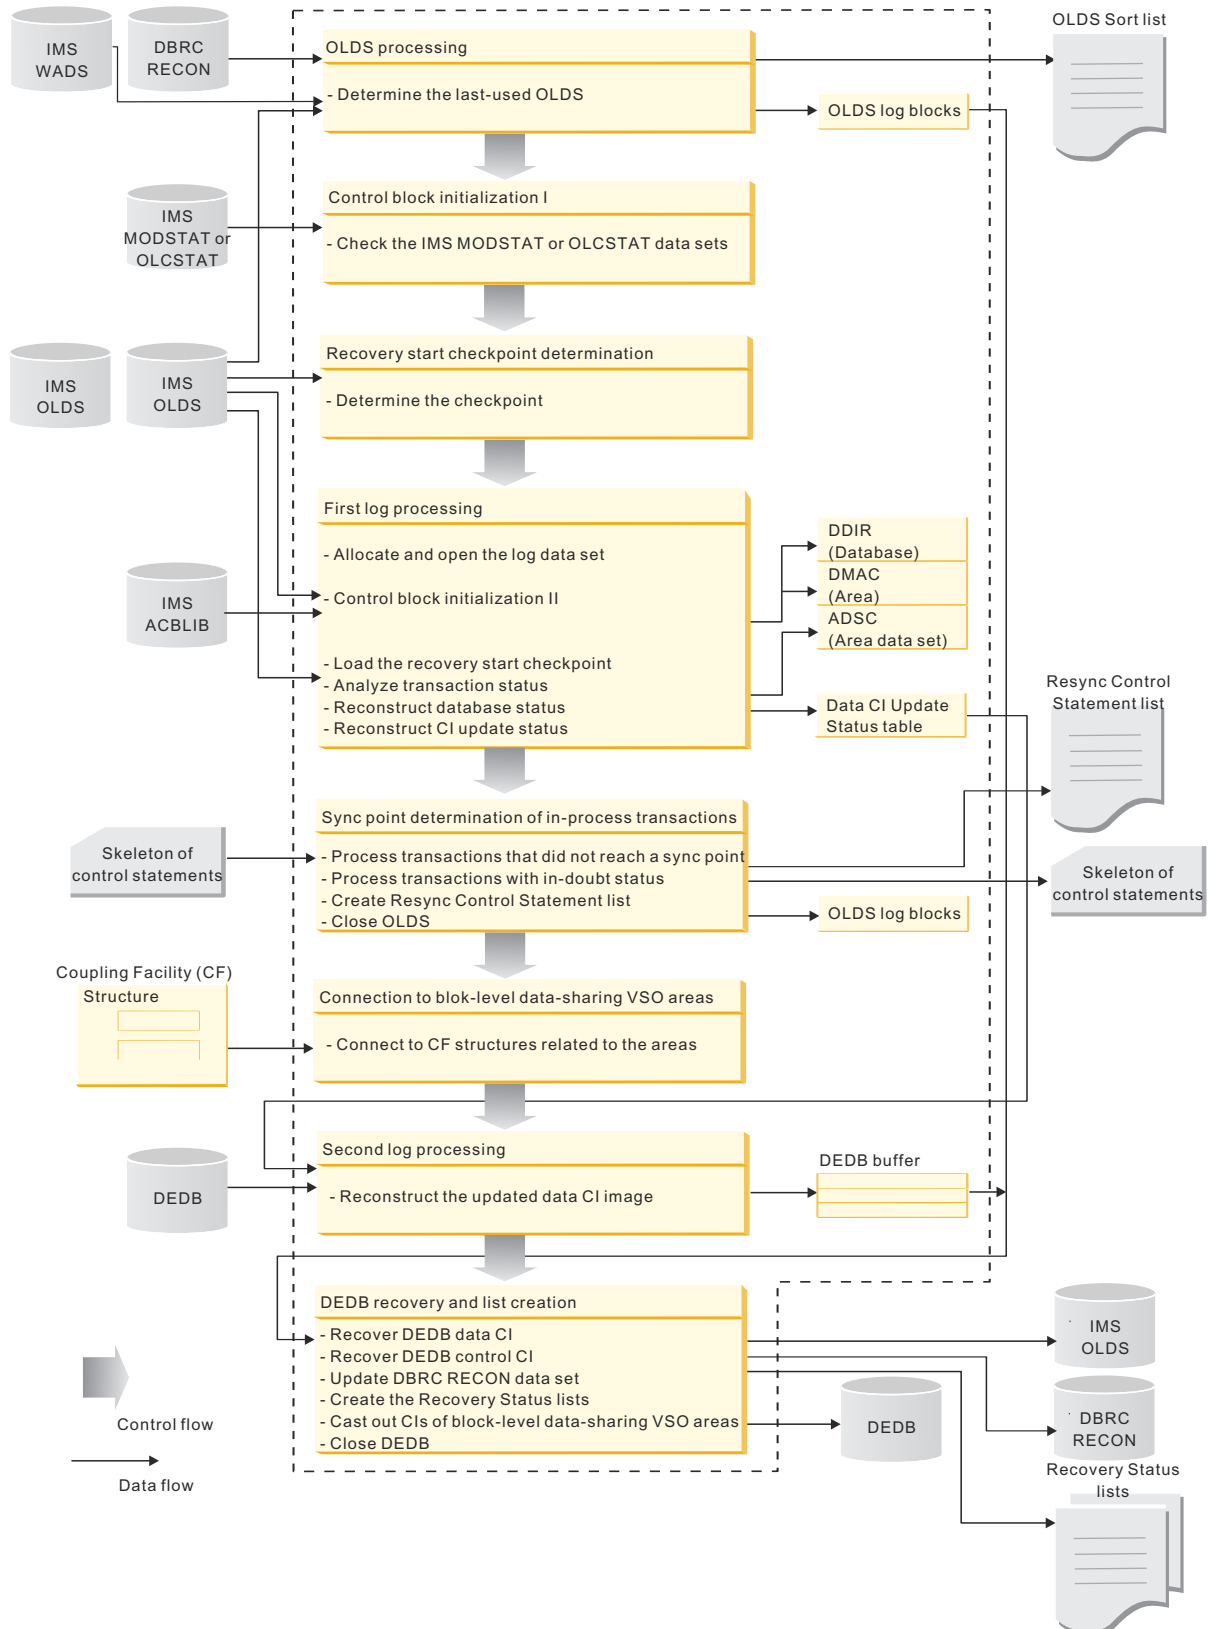 OLDS Sort list
IMS
WADS
DBRC
RECON
OLDS processing
- Determine the last-used OLDS
OLDS log blocks
IMS
MODSTAT or
OLCSTAT
Control block initialization I
- Check the IMS MODSTAT or OLCSTAT data sets
IMS
OLDS
IMS
OLDS
Recovery start checkpoint determination
- Determine the checkpoint
First log processing
- Allocate and open the log data set
- Control block initialization II
- Load the recovery start checkpoint
- Analyze transaction status
- Reconstruct database status
- Reconstruct CI update status
IMS
ACBLIB
DDIR
(Database)
DMAC
(Area)
ADSC
(Area data set)
Data CI Update
Status table
Resync Control
Statement list
Skeleton of
control statements
Sync point determination of in-process transactions
- Process transactions that did not reach a sync point
- Process transactions with in-doubt status
- Create Resync Control Statement list
- Close OLDS
OLDS log blocks
Skeleton of
control statements
Coupling Facility (CF)
Structure
Connection to blok-level data-sharing VSO areas
- Connect to CF structures related to the areas
DEDB
Second log processing
- Reconstruct the updated data CI image
DEDB buffer
DEDB recovery and list creation
- Recover DEDB data CI
- Recover DEDB control CI
- Update DBRC RECON data set
- Create the Recovery Status lists
- Cast out CIs of block-level data-sharing VSO areas
- Close DEDB
DEDB
IMS
OLDS
DBRC
RECON
Recovery Status
lists
Control flow
Data flow